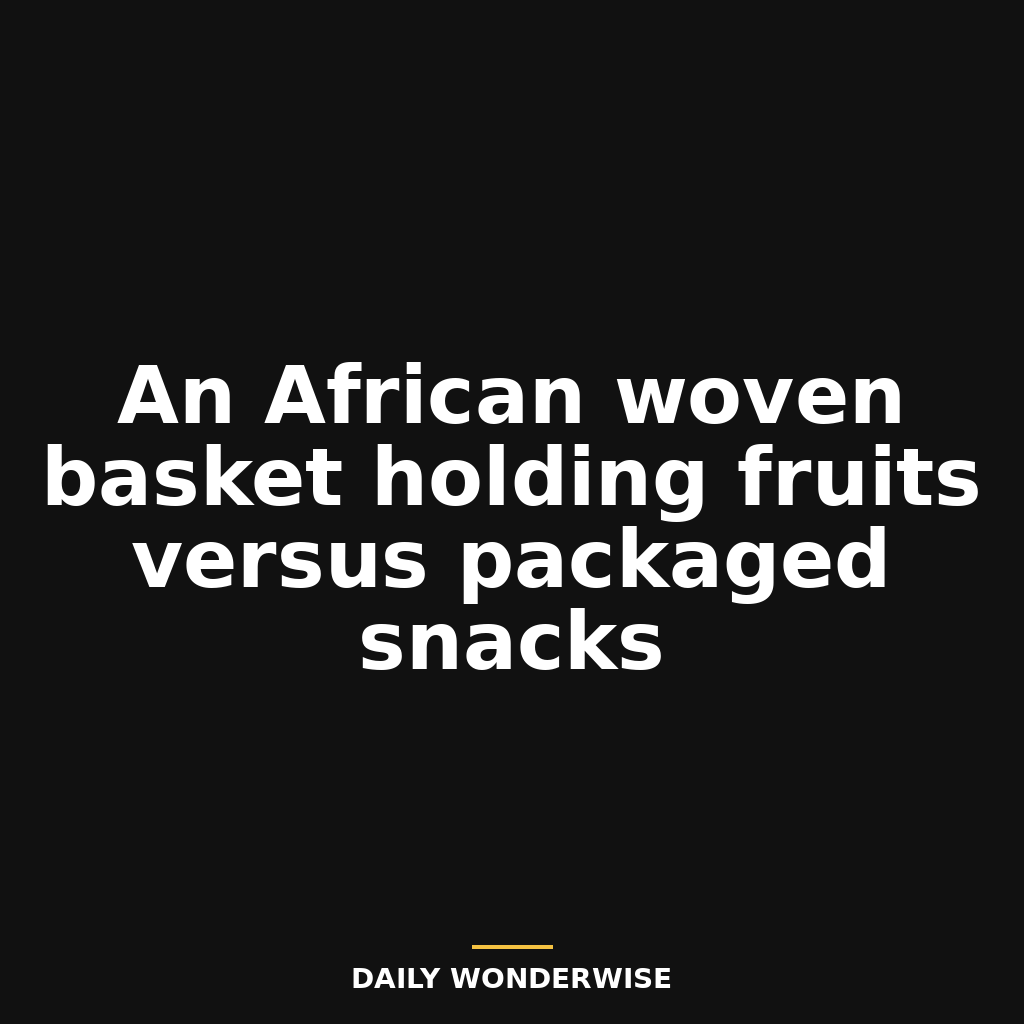 An African woven
basket holding fruits
versus packaged
snacks
DAILY WONDERWISE